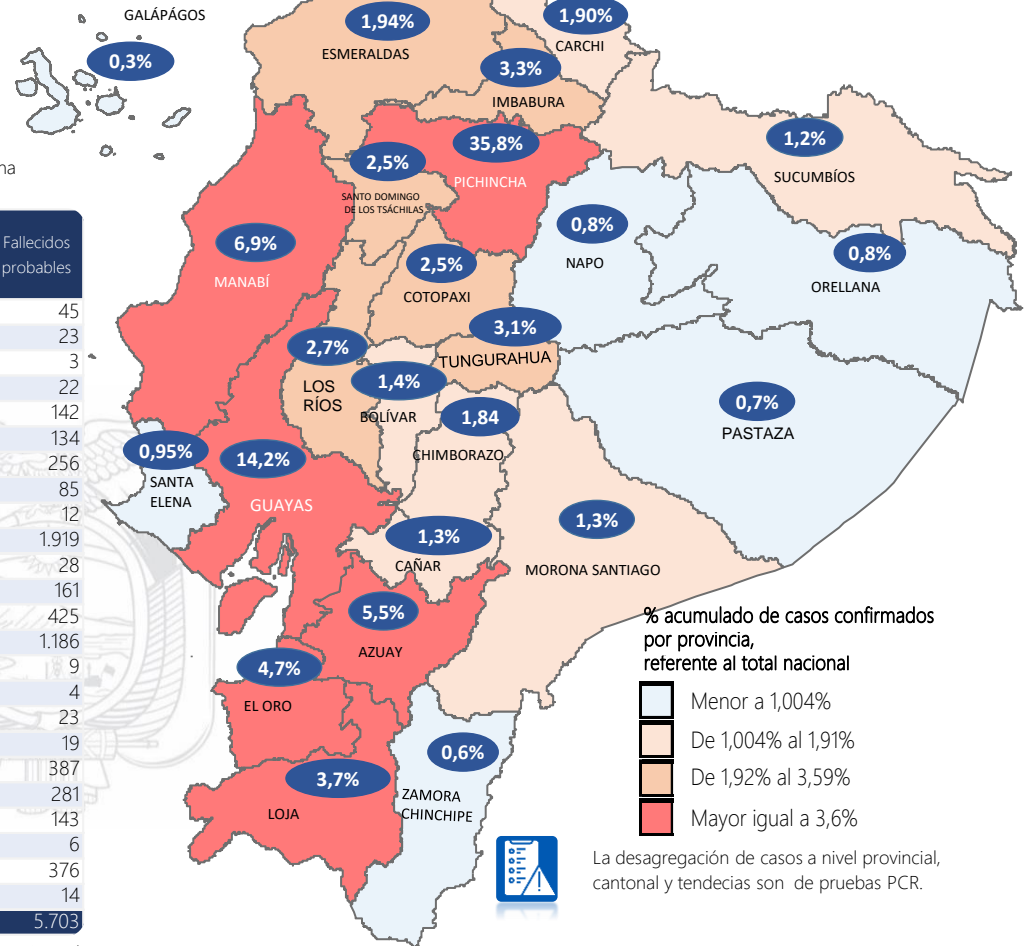 GALÁPÁGOS
0,3%
1,94%
ESMERALDAS
1,90%
CARCHI
3,3%
IMBABURA
35,8%
PICHINCHA
1,2%
SUCUMBÍOS
2,5%
SANTO DOMINGO
DE LOS TSÁCHILAS
6,9%
MANABÍ
0,8%
NAPO
0,8%
ORELLANA
2,5%
COTOPAXI
3,1%
TUNGURAHUA
2,7%
LOS
RÍOS
1,4%
BOLÍVAR
1,84
CHIMBORAZO
0,7%
PASTAZA
0,95%
SANTA
ELENA
14,2%
GUAYAS
1,3%
CAÑAR
1,3%
MORONA SANTIAGO
5,5%
AZUAY
4,7%
EL ORO
3,7%
LOJA
0,6%
ZAMORA
CHINCHIPE
na
Fallecidos
probables
45
23
3
22
142
134
256
85
12
1.919
28
161
425
1.186
9
4
23
19
387
281
143
6
376
14
5.703
% acumulado de casos confirmados
por provincia,
referente al total nacional
Menor a 1,004%
De 1,004% al 1,91%
De 1,92% al 3,59%
Mayor igual a 3,6%
La desagregación de casos a nivel provincial,
cantonal y tendecias son de pruebas PCR.